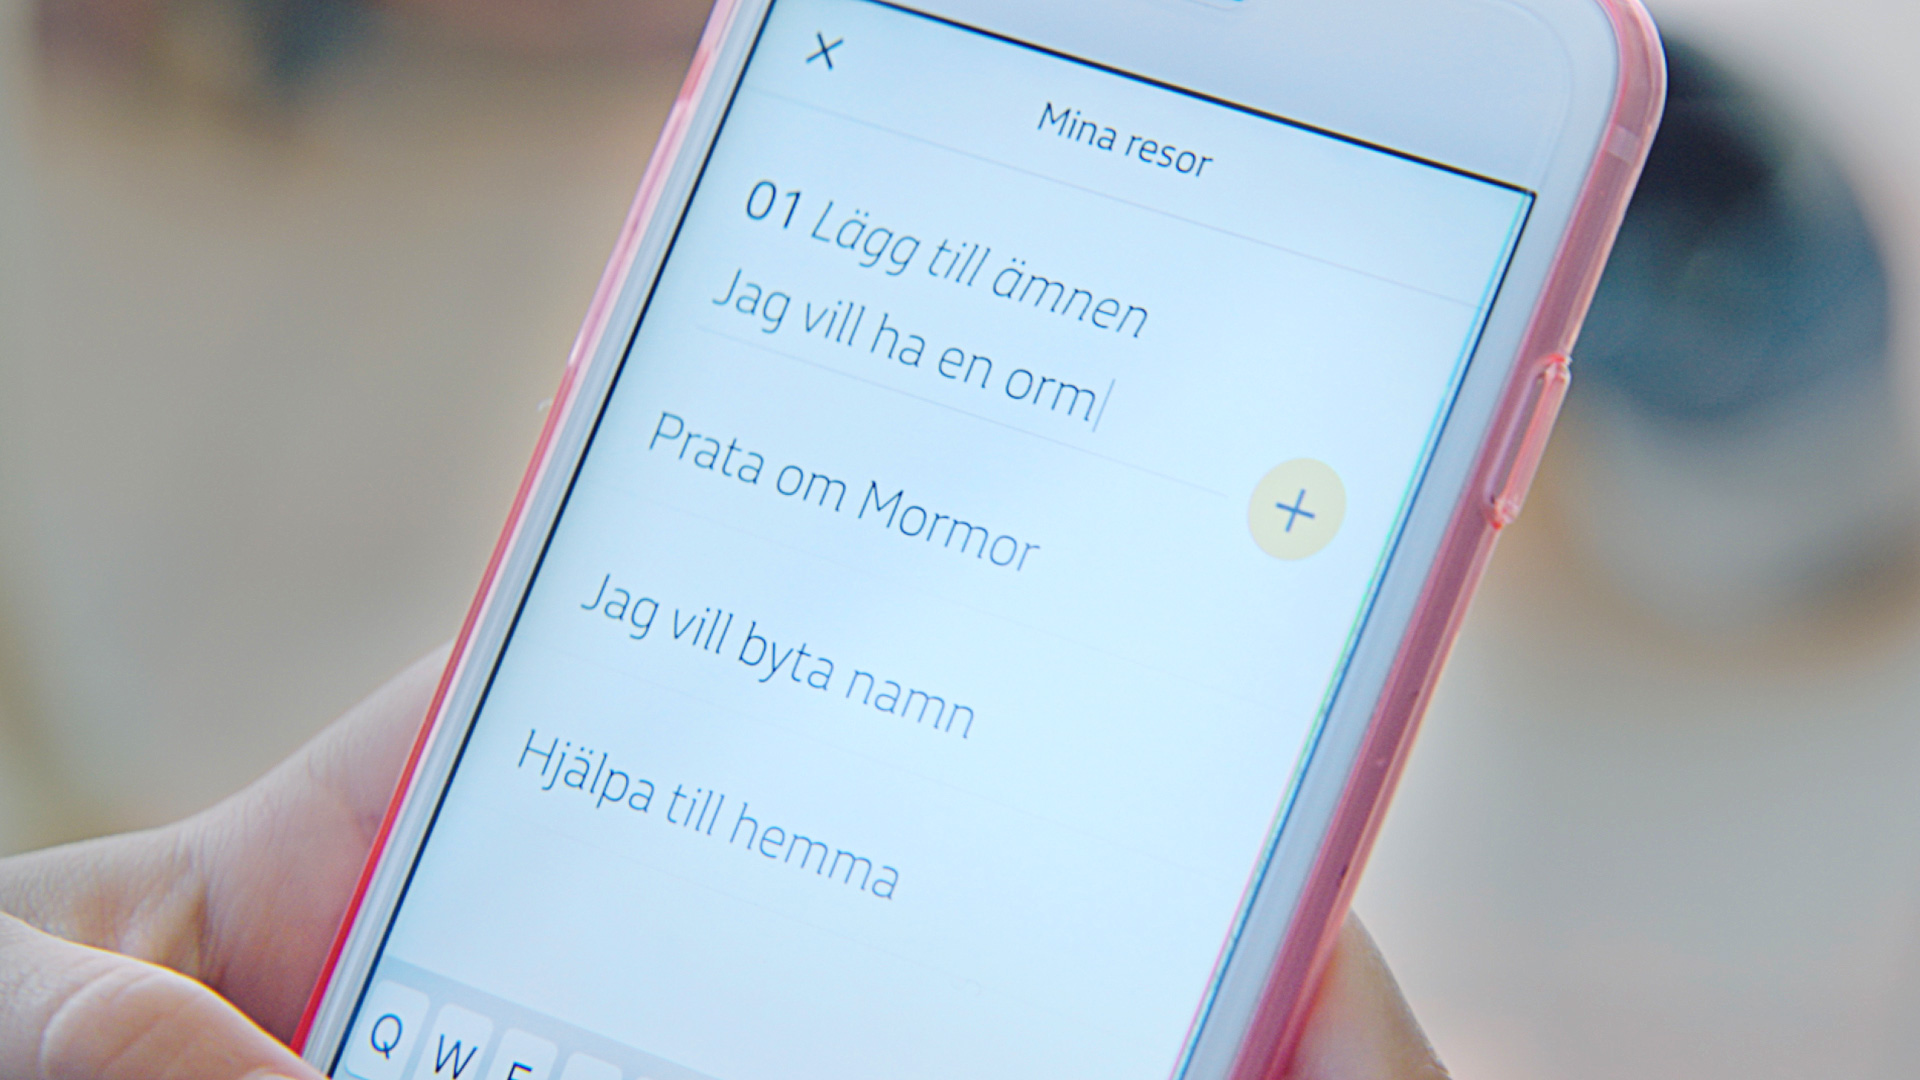 Mina resor
01 Lägg till ämnen
Jag vill ha en orm
Prata om Mormor
Jag vill byta namn
Hjälpa till hemma
Q W E